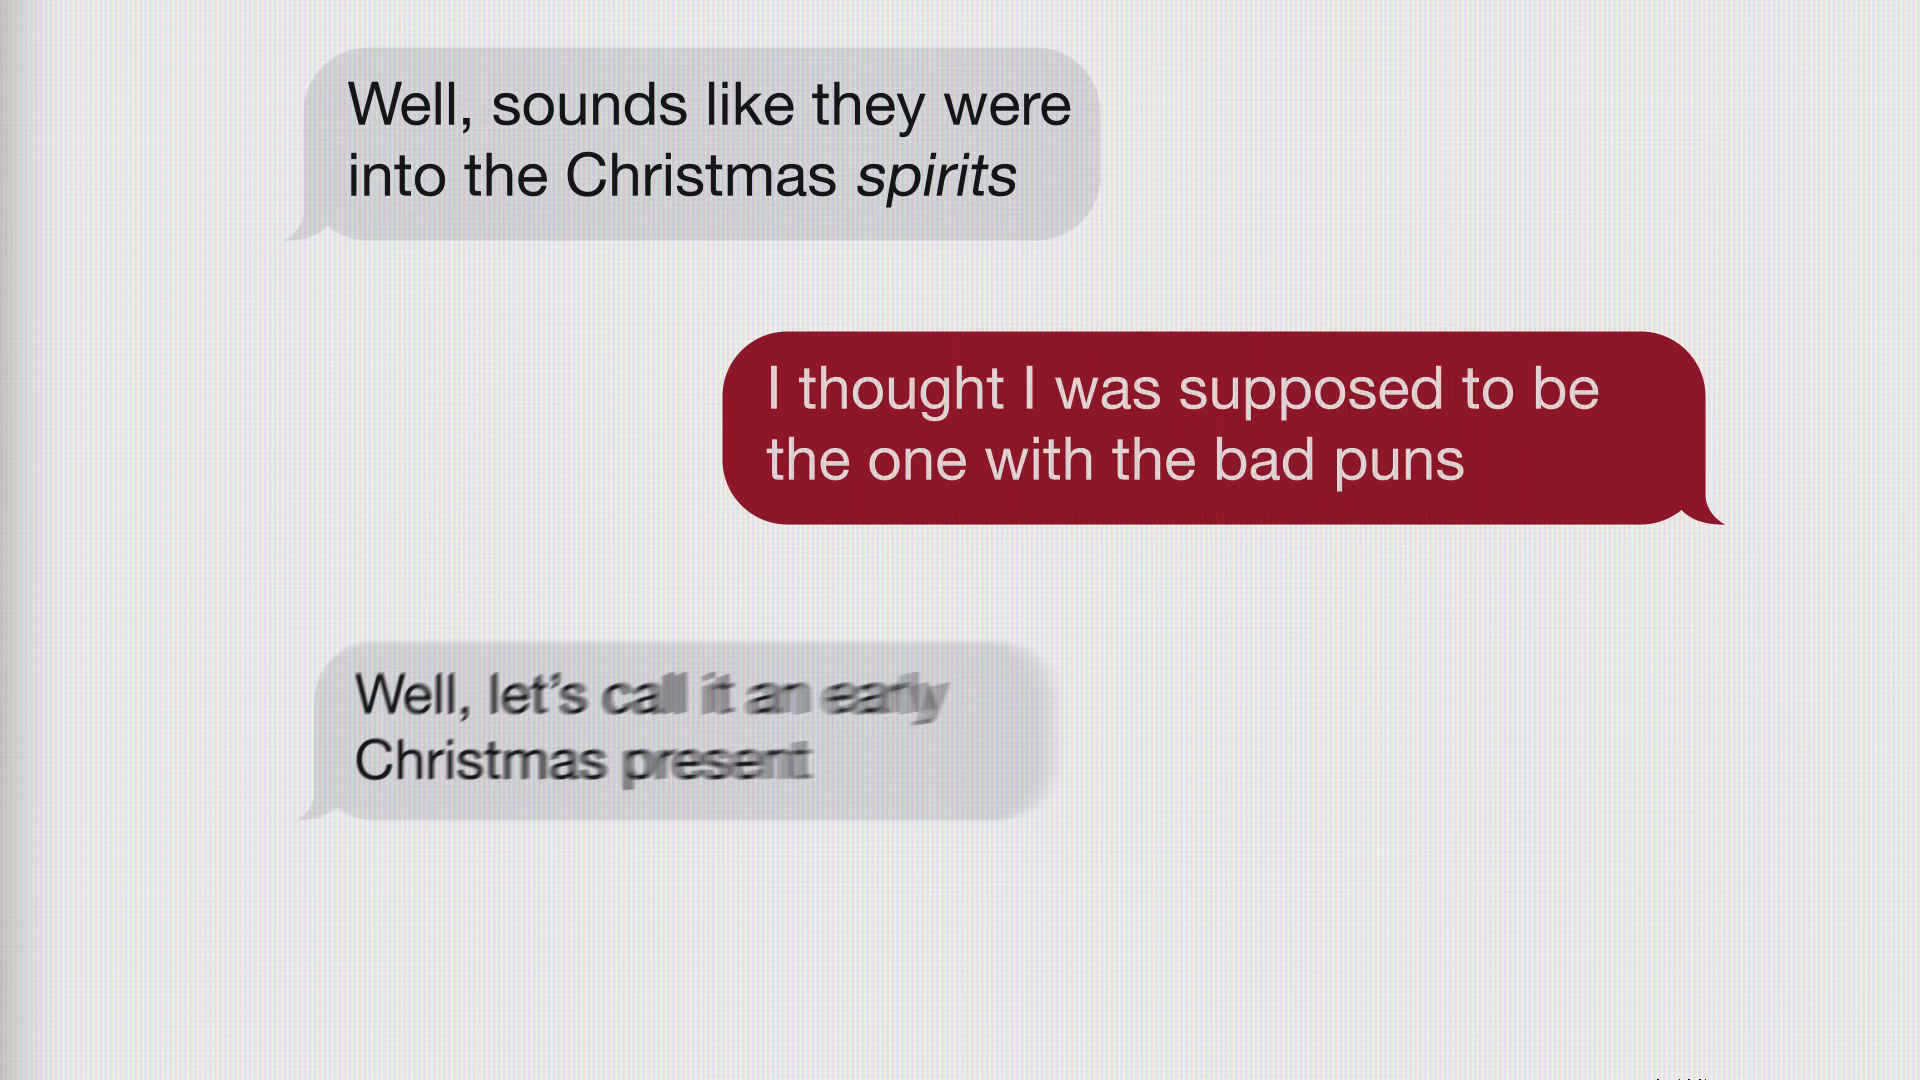 Well, sounds like they were
into the Christmas spirits
I thought I was supposed to be
the one with the bad puns
Well, let’s call it an early
Christmas present